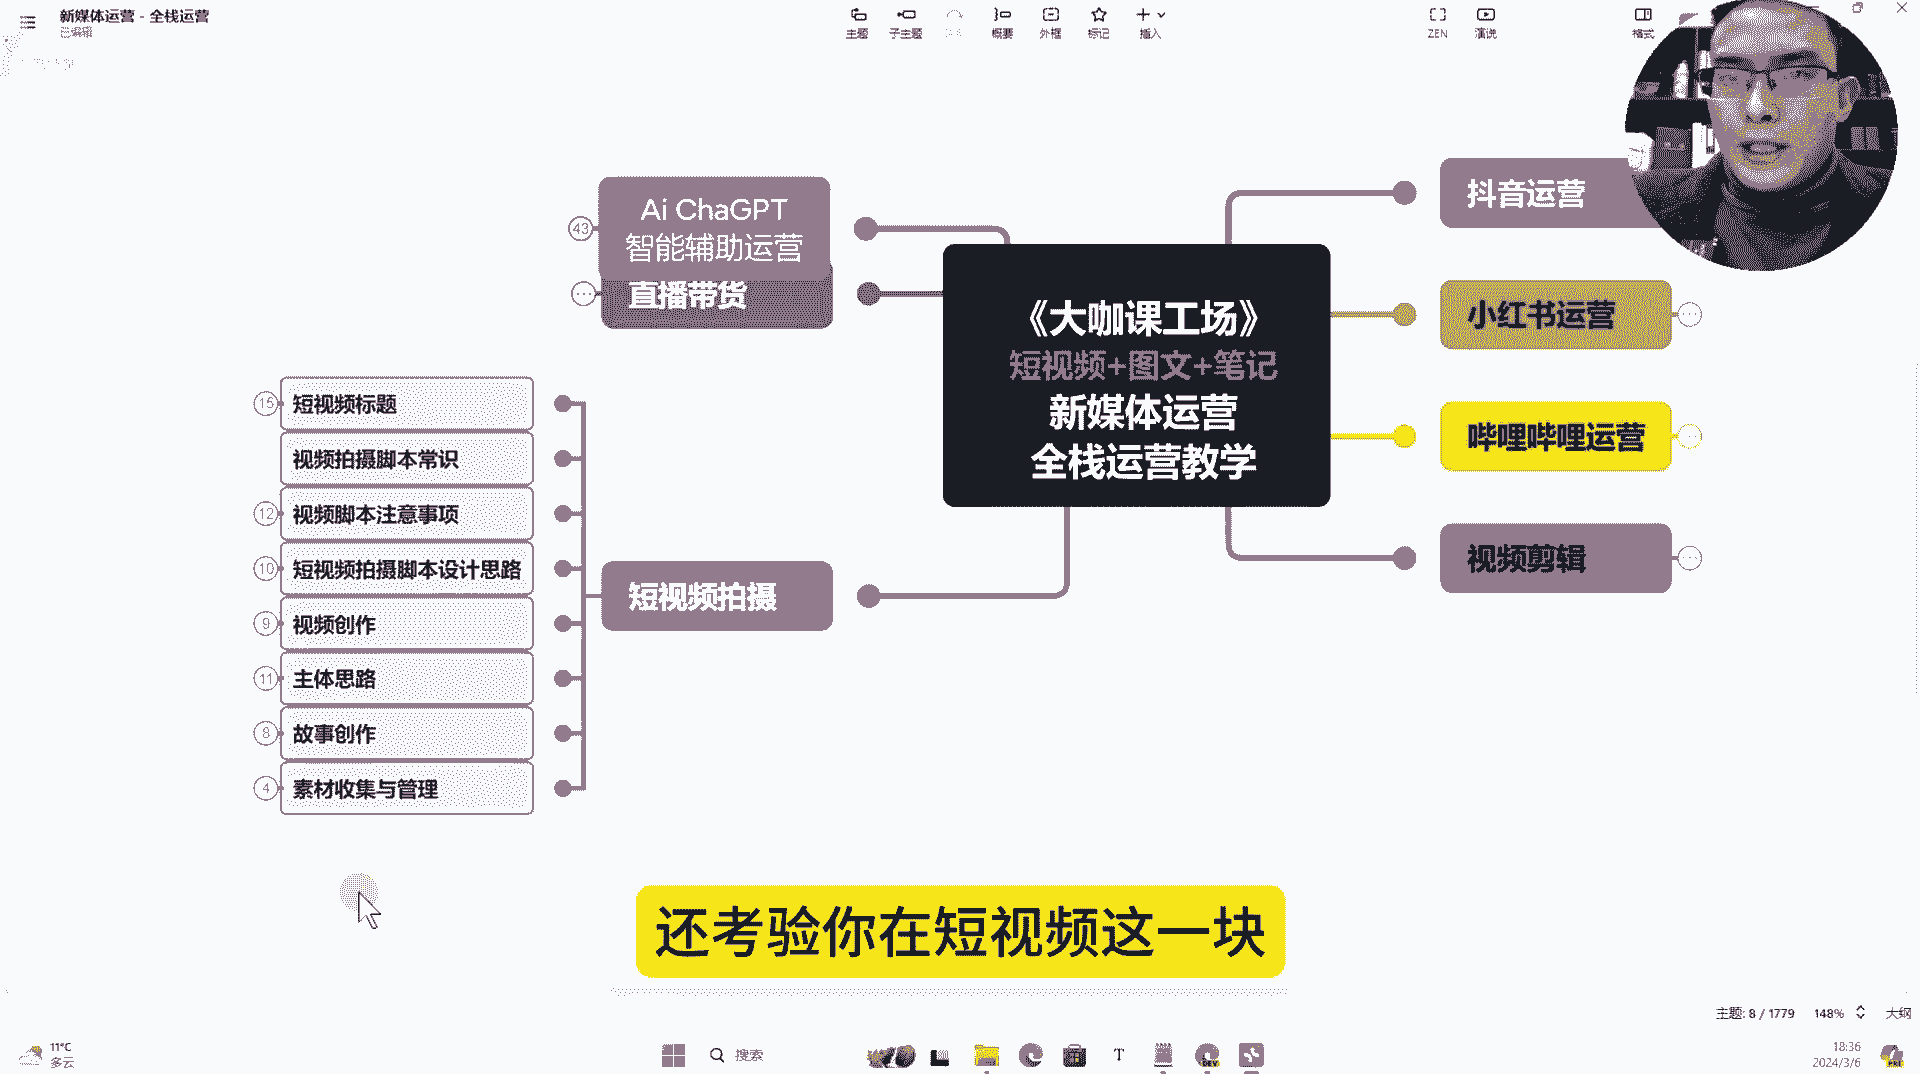 新媒体运营 - 全栈运营
已编辑
主题
子主题
概要
外框
标记
插入
ZEN
演说
格式
43
Ai ChaGPT
智能辅助运营
直播带货
《大咖课工场》
短视频+图文+笔记
新媒体运营
全栈运营教学
抖音运营
小红书运营
哔哩哔哩运营
视频剪辑
短视频拍摄
15
短视频标题
视频拍摄脚本常识
12
视频脚本注意事项
10
短视频拍摄脚本设计思路
9
视频创作
11
主体思路
8
故事创作
4
素材收集与管理
还考验你在短视频这一块
主题: 8 / 1779
148%
大纲
11°C
多云
搜索
T
DEV
18:36
2024/3/6
PRE